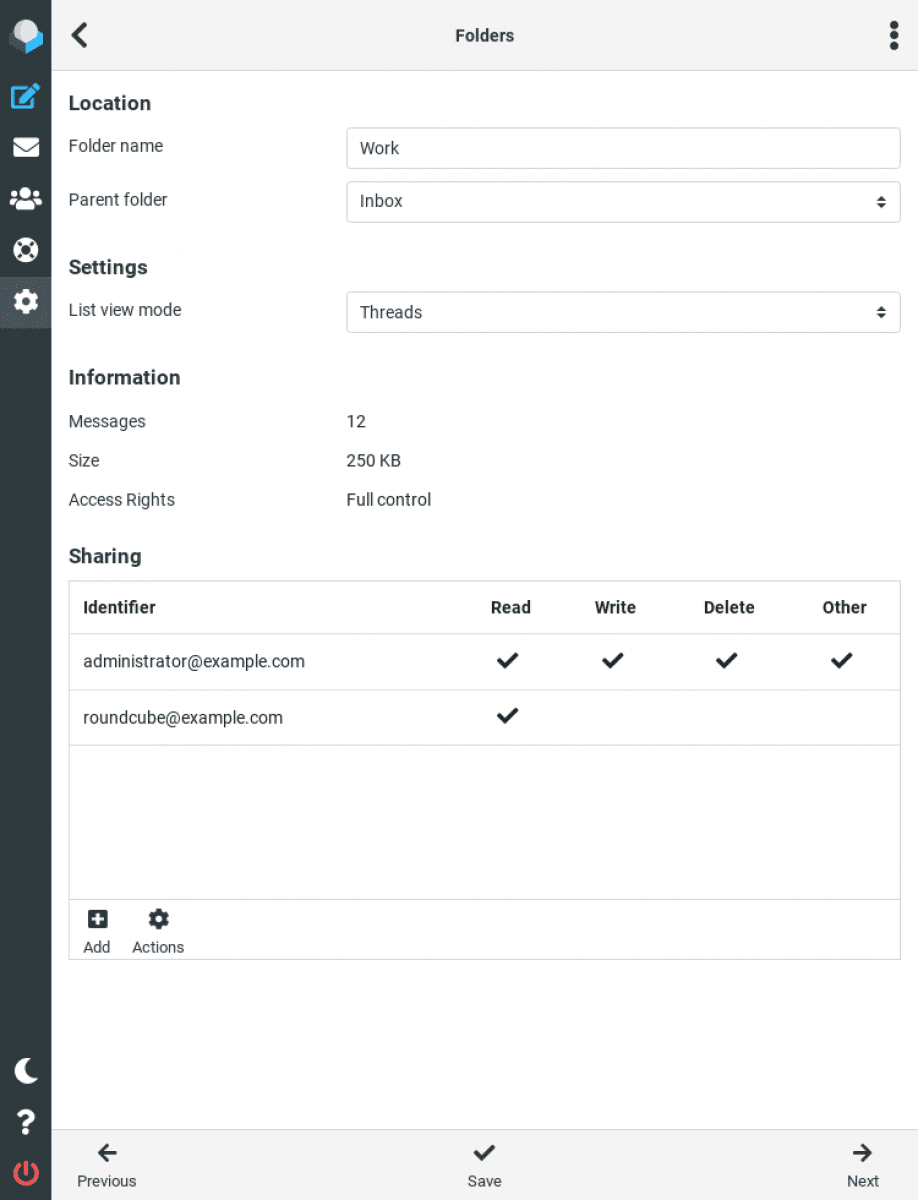 Folders
Location
Folder name Work
Parent folder Inbox
Settings
List view mode Threads
Information
Messages 12
Size 250 KB
Access Rights Full control
Sharing
Identifier Read Write Delete Other
administrator@example.com
roundcube@example.com
Add Actions
Previous Save Next